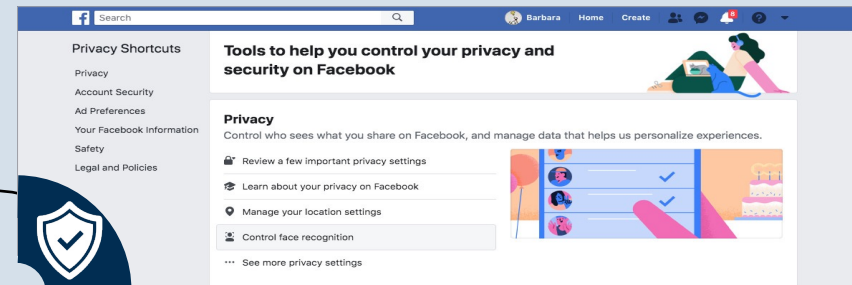 f Search Barbara Home Create 8
Privacy Shortcuts
Privacy
Account Security
Ad Preferences
Your Facebook Information
Safety
Legal and Policies
Tools to help you control your privacy and
security on Facebook
Privacy
Control who sees what you share on Facebook, and manage data that helps us personalize experiences.
Review a few important privacy settings
Learn about your privacy on Facebook
Manage your location settings
Control face recognition
See more privacy settings